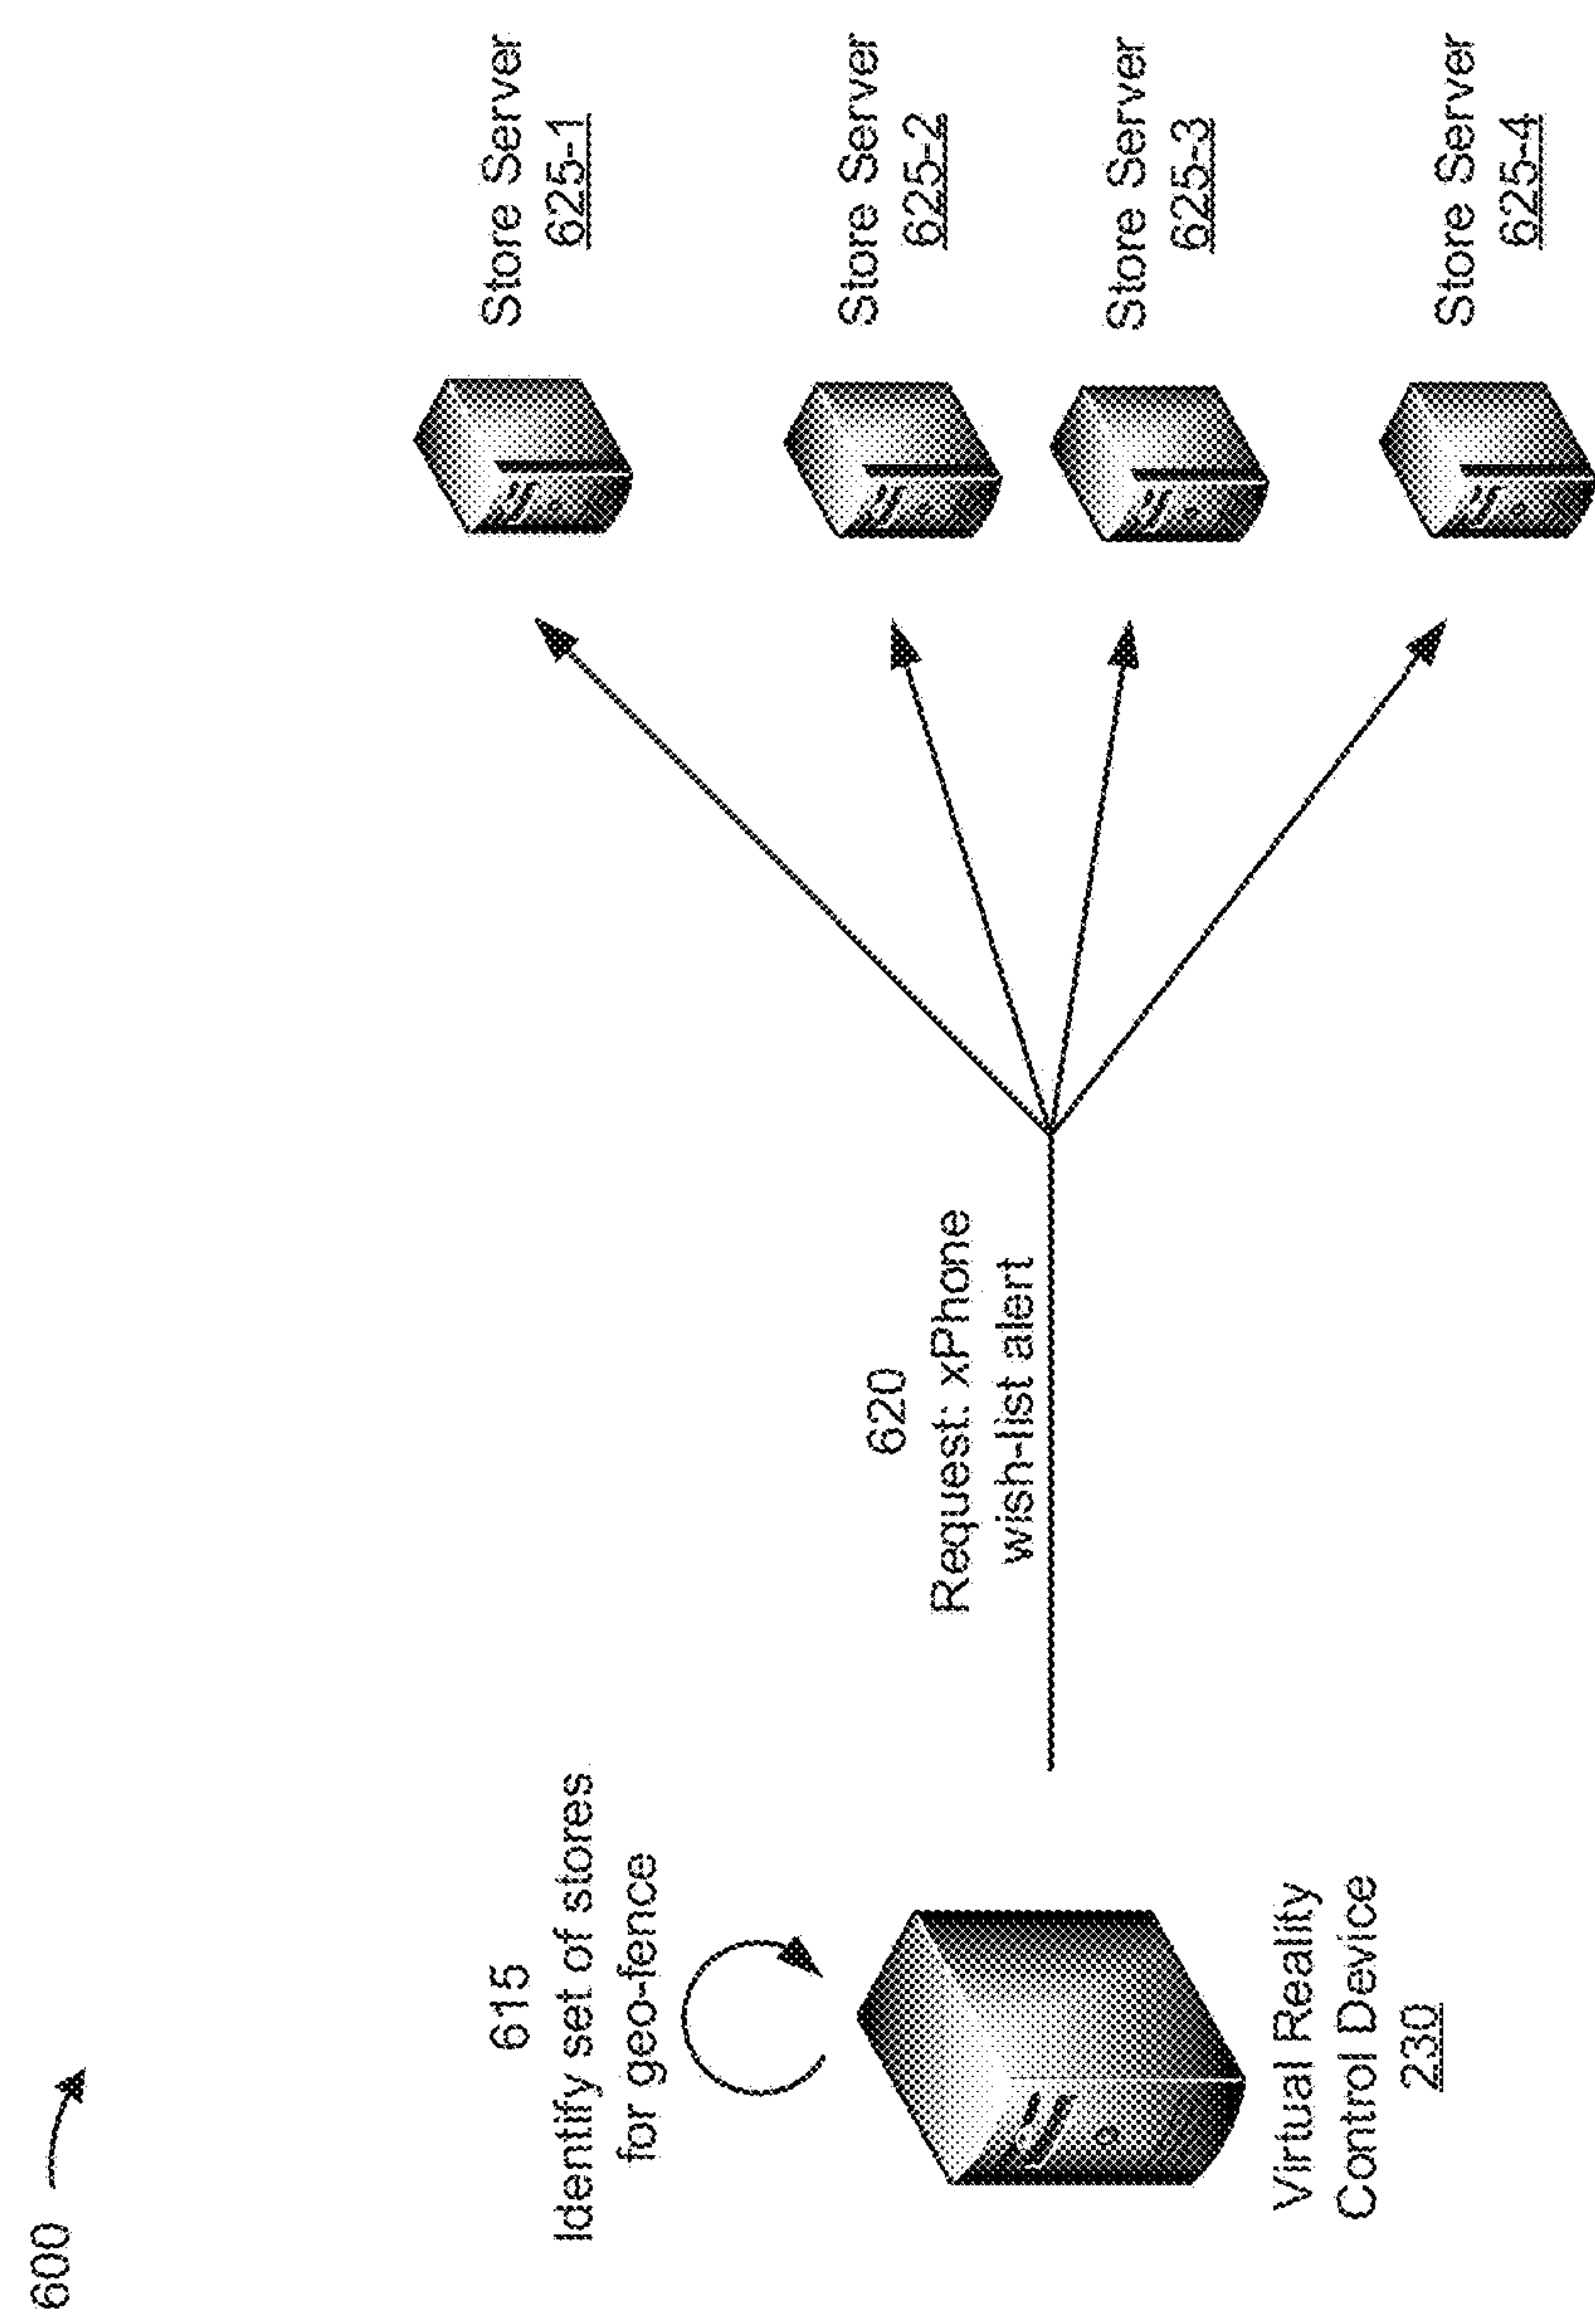 600
615
Identify set of stores
for geo-fence
Virtual Reality
Control Device
230
620
Request: xPhone
wish-list alert
Store Server
625-1
Store Server
625-2
Store Server
625-3
Store Server
625-4